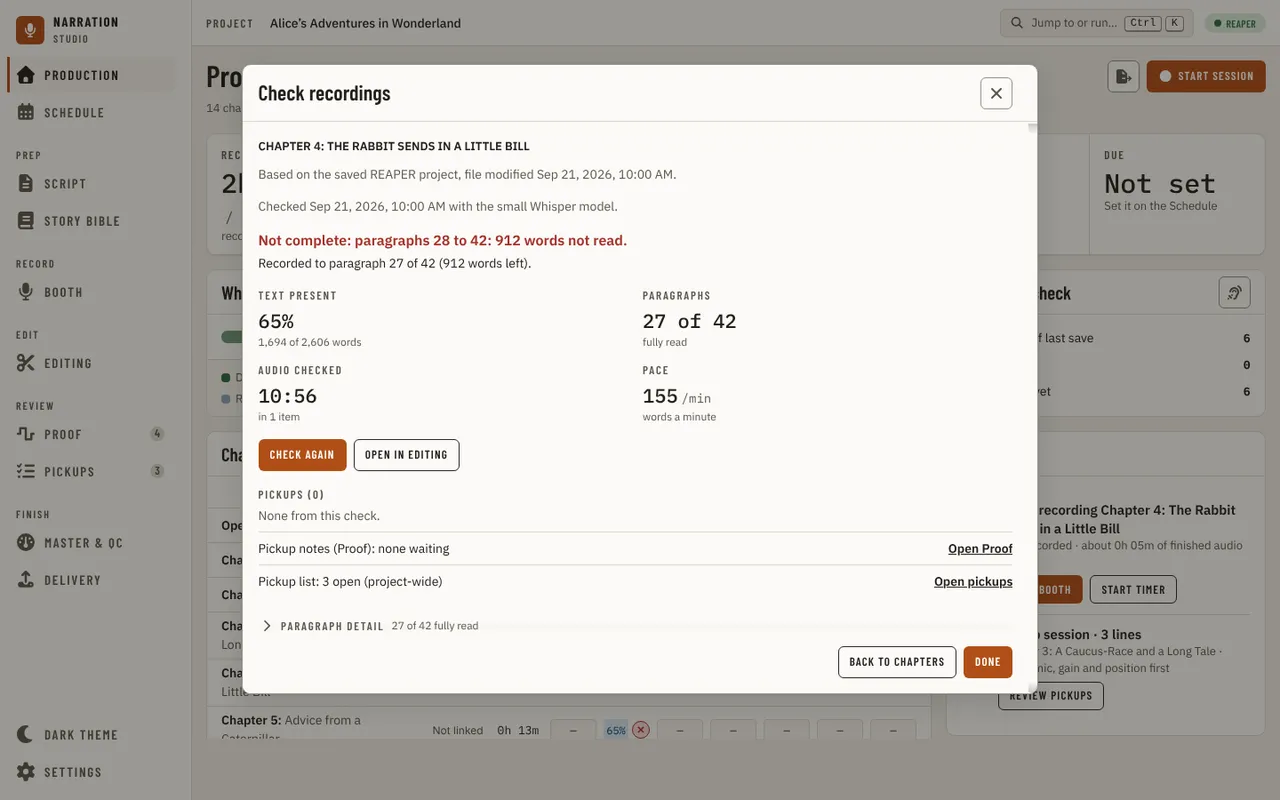 NARRATION
STUDIO
PRODUCTION
SCHEDULE
PREP
SCRIPT
STORY BIBLE
RECORD
BOOTH
EDIT
EDITING
REVIEW
PROOF 4
PICKUPS 3
FINISH
MASTER & QC
DELIVERY
DARK THEME
SETTINGS
PROJECT Alice's Adventures in Wonderland
Jump to or run... Ctrl K
REAPER
START SESSION
14 cha
DUE
Not set
Set it on the Schedule
Check recordings
CHAPTER 4: THE RABBIT SENDS IN A LITTLE BILL
Based on the saved REAPER project, file modified Sep 21, 2026, 10:00 AM.
Checked Sep 21, 2026, 10:00 AM with the small Whisper model.
Not complete: paragraphs 28 to 42: 912 words not read.
Recorded to paragraph 27 of 42 (912 words left).
TEXT PRESENT
65%
1,694 of 2,606 words
PARAGRAPHS
27 of 42
fully read
AUDIO CHECKED
10:56
in 1 item
PACE
155 /min
words a minute
CHECK AGAIN
OPEN IN EDITING
PICKUPS (0)
None from this check.
Pickup notes (Proof): none waiting Open Proof
Pickup list: 3 open (project-wide) Open pickups
PARAGRAPH DETAIL 27 of 42 fully read
BACK TO CHAPTERS
DONE
f last save 6
0
6
recording Chapter 4: The Rabbit
in a Little Bill
corded · about 0h 05m of finished audio
BOOTH
START TIMER
session · 3 lines
3: A Caucus-Race and a Long Tale ·
gain and position first
REVIEW PICKUPS
Chapter 5: Advice from a
Not linked 0h 13m – 65% – – – – –